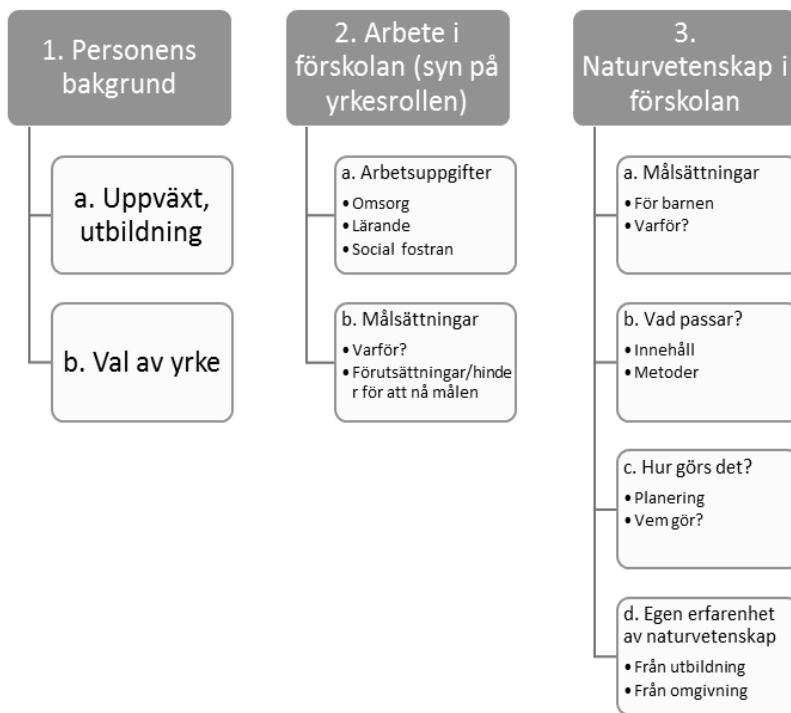 1. Personens
bakgrund
a. Uppväxt,
utbildning
b. Val av yrke
2. Arbete i
förskolan (syn på
yrkesrollen)
a. Arbetsuppgifter
• Omsorg
• Lärande
• Social fostran
b. Målsättningar
• Varför?
• Förutsättningar/hinde
r för att nå målen
3.
Naturvetenskap i
förskolan
a. Målsättningar
• För barnen
• Varför?
b. Vad passar?
• Innehåll
• Metoder
c. Hur görs det?
• Planering
• Vem gör?
d. Egen erfarenhet
av naturvetenskap
• Från utbildning
• Från omgivning